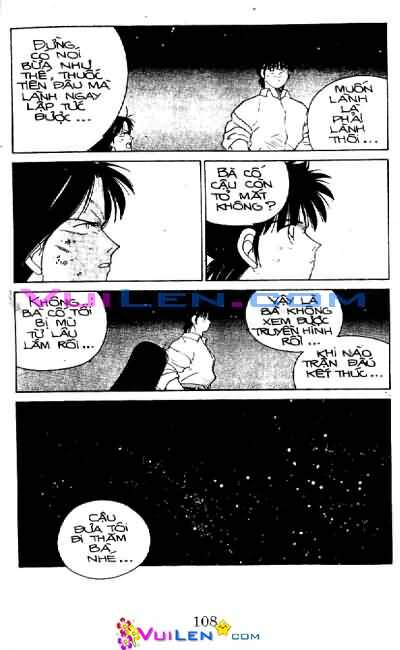 ĐỪNG
CÓ NÓI
BỪA NHƯ
THẾ, THUỐC
TIÊN ĐÂU MÀ
LÀNH NGAY
LẬP TỨC
ĐƯỢC ...
MUỐN
LÀNH
LÀ
PHẢI
LÀNH
THÔI ...
BÀ CỐ
CẬU CÒN
TỎ MẮT
KHÔNG?
KHÔNG...
BÀ CỐ TÔI
BỊ MÙ
TỪ LÂU
LẮM RỒI ...
VẬY LÀ
BÀ KHÔNG
XEM ĐƯỢC
TRUYỀN HÌNH
RỒI ...
KHI NÀO
TRẬN ĐẤU
KẾT THÚC ...
VUILEN.COM
CẬU
ĐƯA TÔI
ĐI THĂM
BÀ
NHÉ ...
108
VUILEN.COM